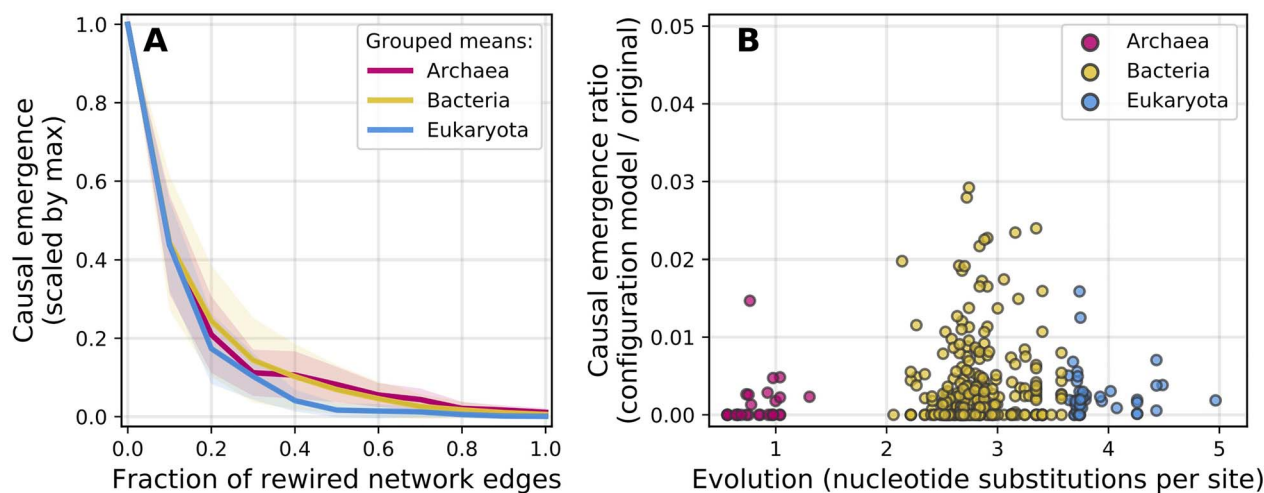 A
Grouped means:
Archaea
Bacteria
Eukaryota
Causal emergence
(scaled by max)
1.0
0.8
0.6
0.4
0.2
0.0
0.0 0.2 0.4 0.6 0.8 1.0
Fraction of rewired network edges
B
Archaea
Bacteria
Eukaryota
Causal emergence ratio
(configuration model / original)
0.05
0.04
0.03
0.02
0.01
0.00
1 2 3 4 5
Evolution (nucleotide substitutions per site)